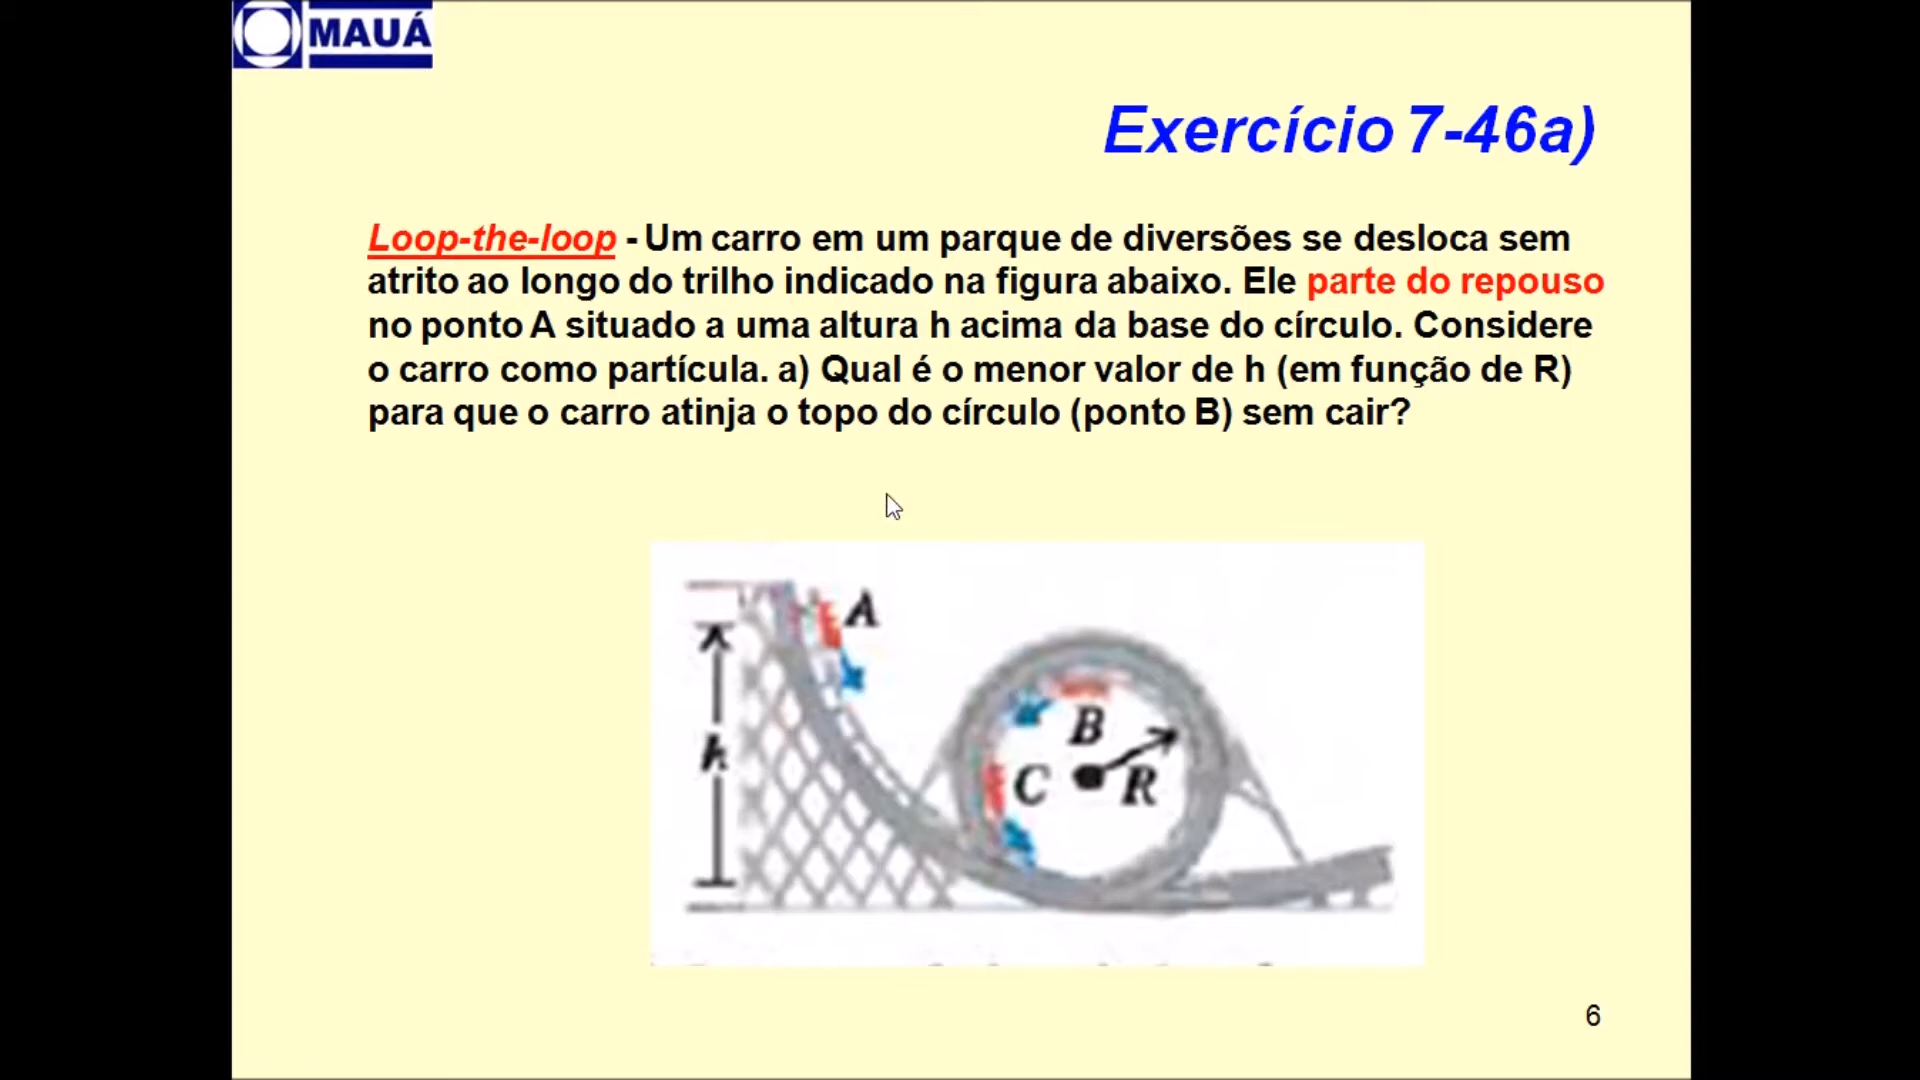 MAUÁ
Exercício 7-46a)
Loop-the-loop - Um carro em um parque de diversões se desloca sem
atrito ao longo do trilho indicado na figura abaixo. Ele parte do repouso
no ponto A situado a uma altura h acima da base do círculo. Considere
o carro como partícula. a) Qual é o menor valor de h (em função de R)
para que o carro atinja o topo do círculo (ponto B) sem cair?
A
B
h
C
R
6